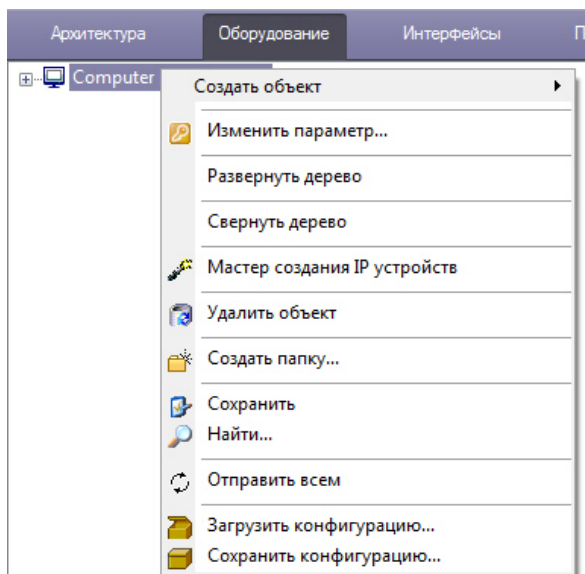 Архитектура Оборудование Интерфейсы П
Computer
Создать объект
Изменить параметр...
Развернуть дерево
Свернуть дерево
Мастер создания IP устройств
Удалить объект
Создать папку...
Сохранить
Найти...
Отправить всем
Загрузить конфигурацию...
Сохранить конфигурацию...